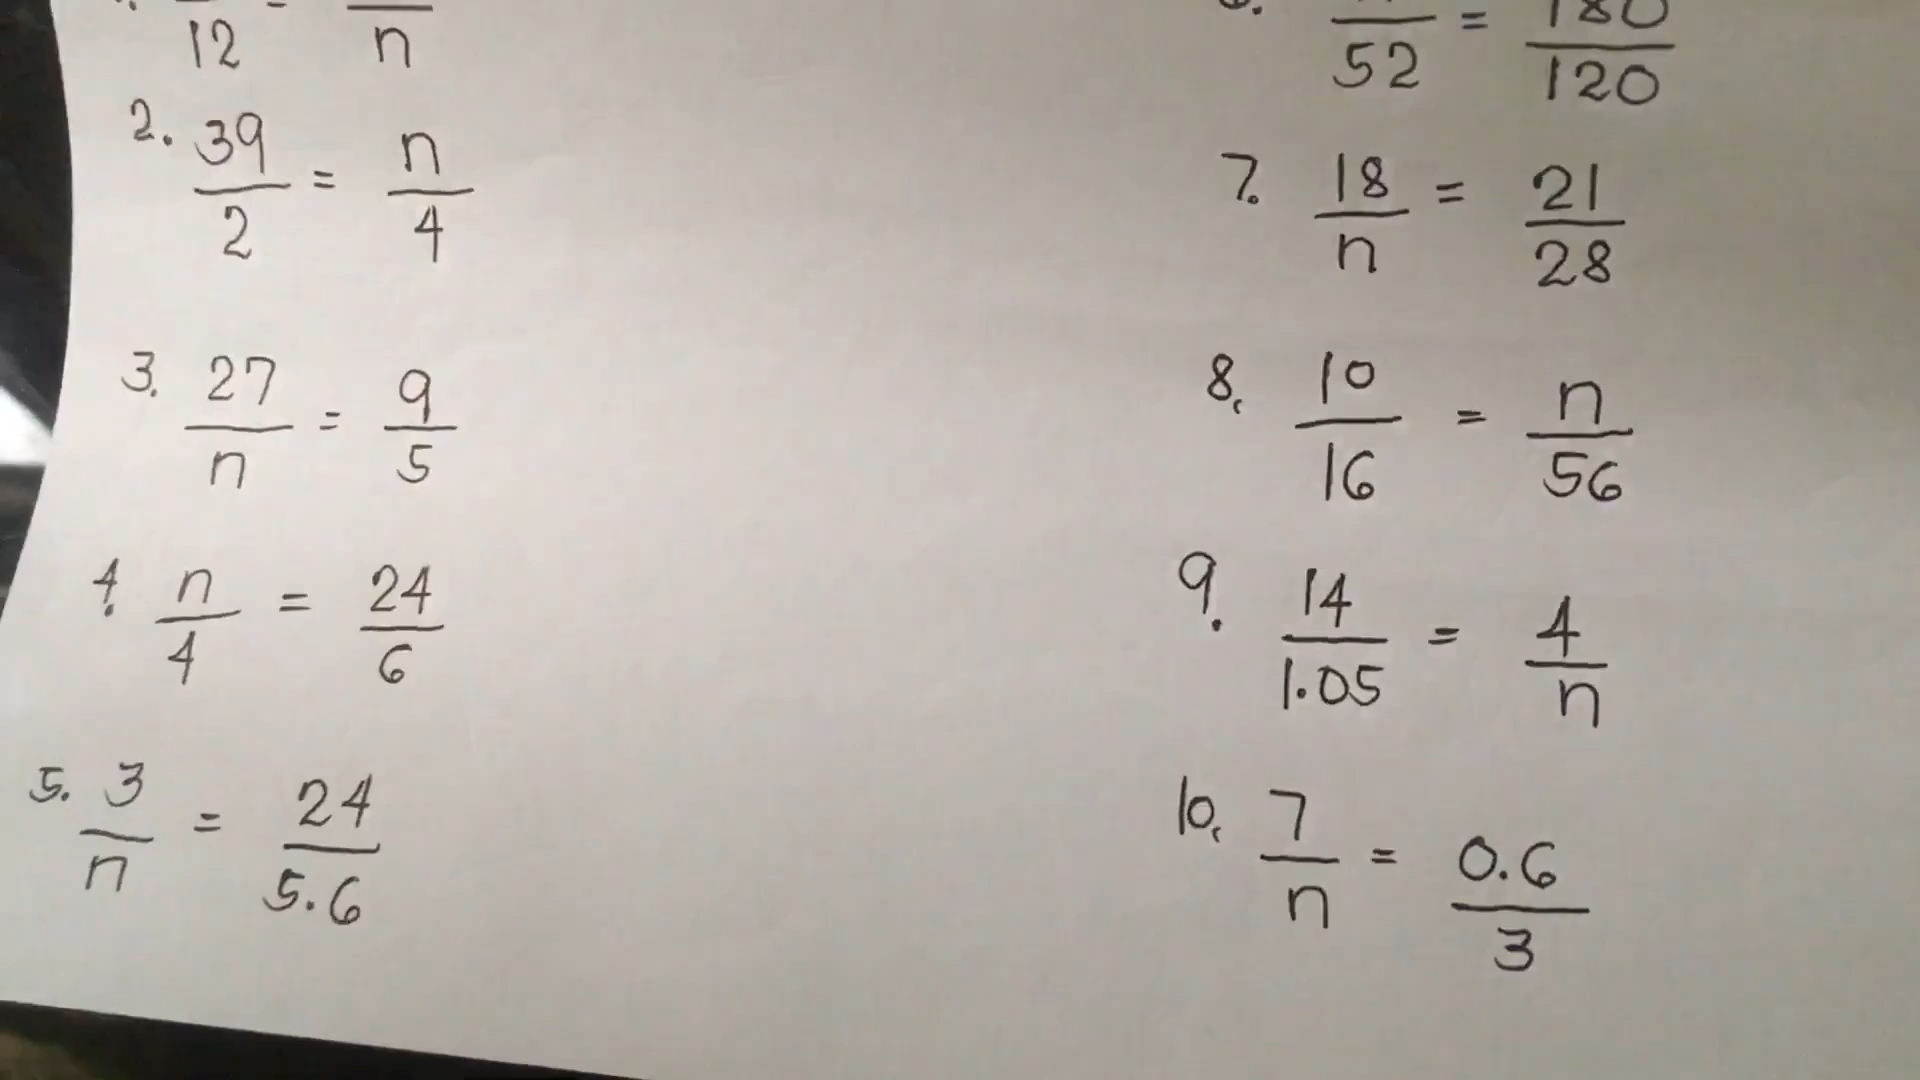 12 = n
2. 39/2 = n/4
3. 27/n = 9/5
4. n/4 = 24/6
5. 3/n = 24/5.6
52 = 180/120
7. 18/n = 21/28
8. 10/16 = n/56
9. 14/1.05 = 4/n
10. 7/n = 0.6/3